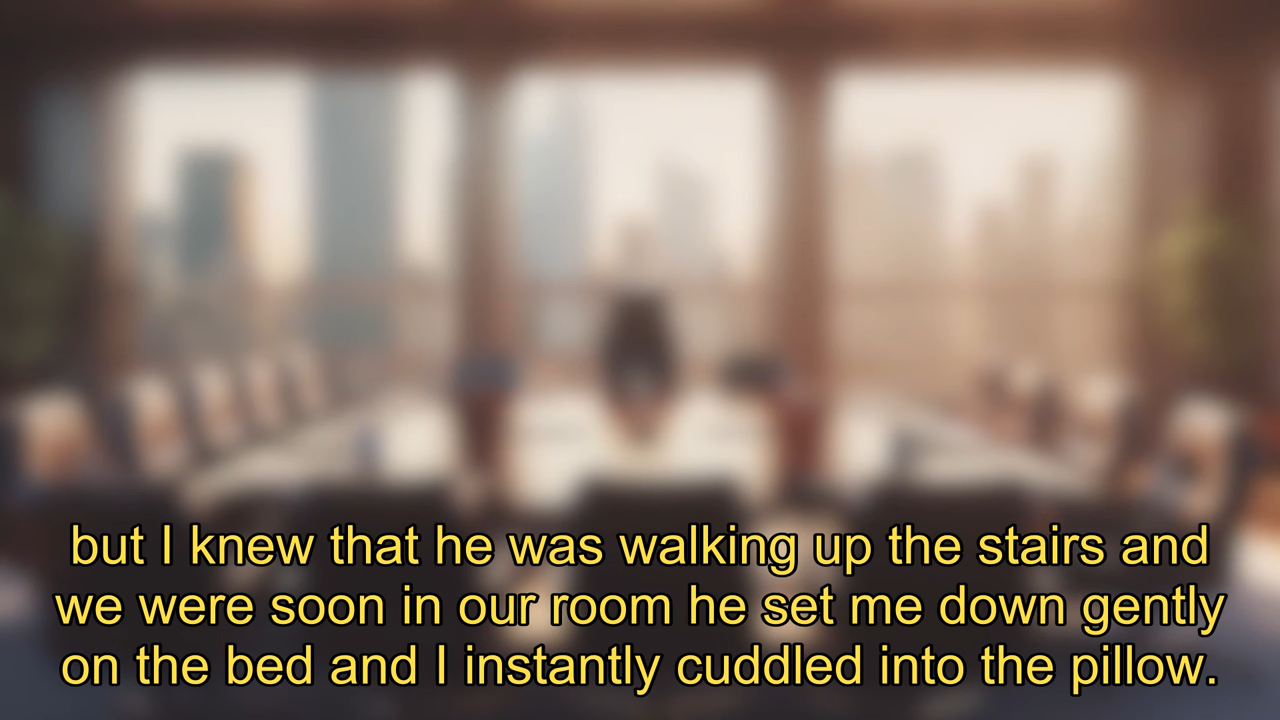 but I knew that he was walking up the stairs and
we were soon in our room he set me down gently
on the bed and I instantly cuddled into the pillow.